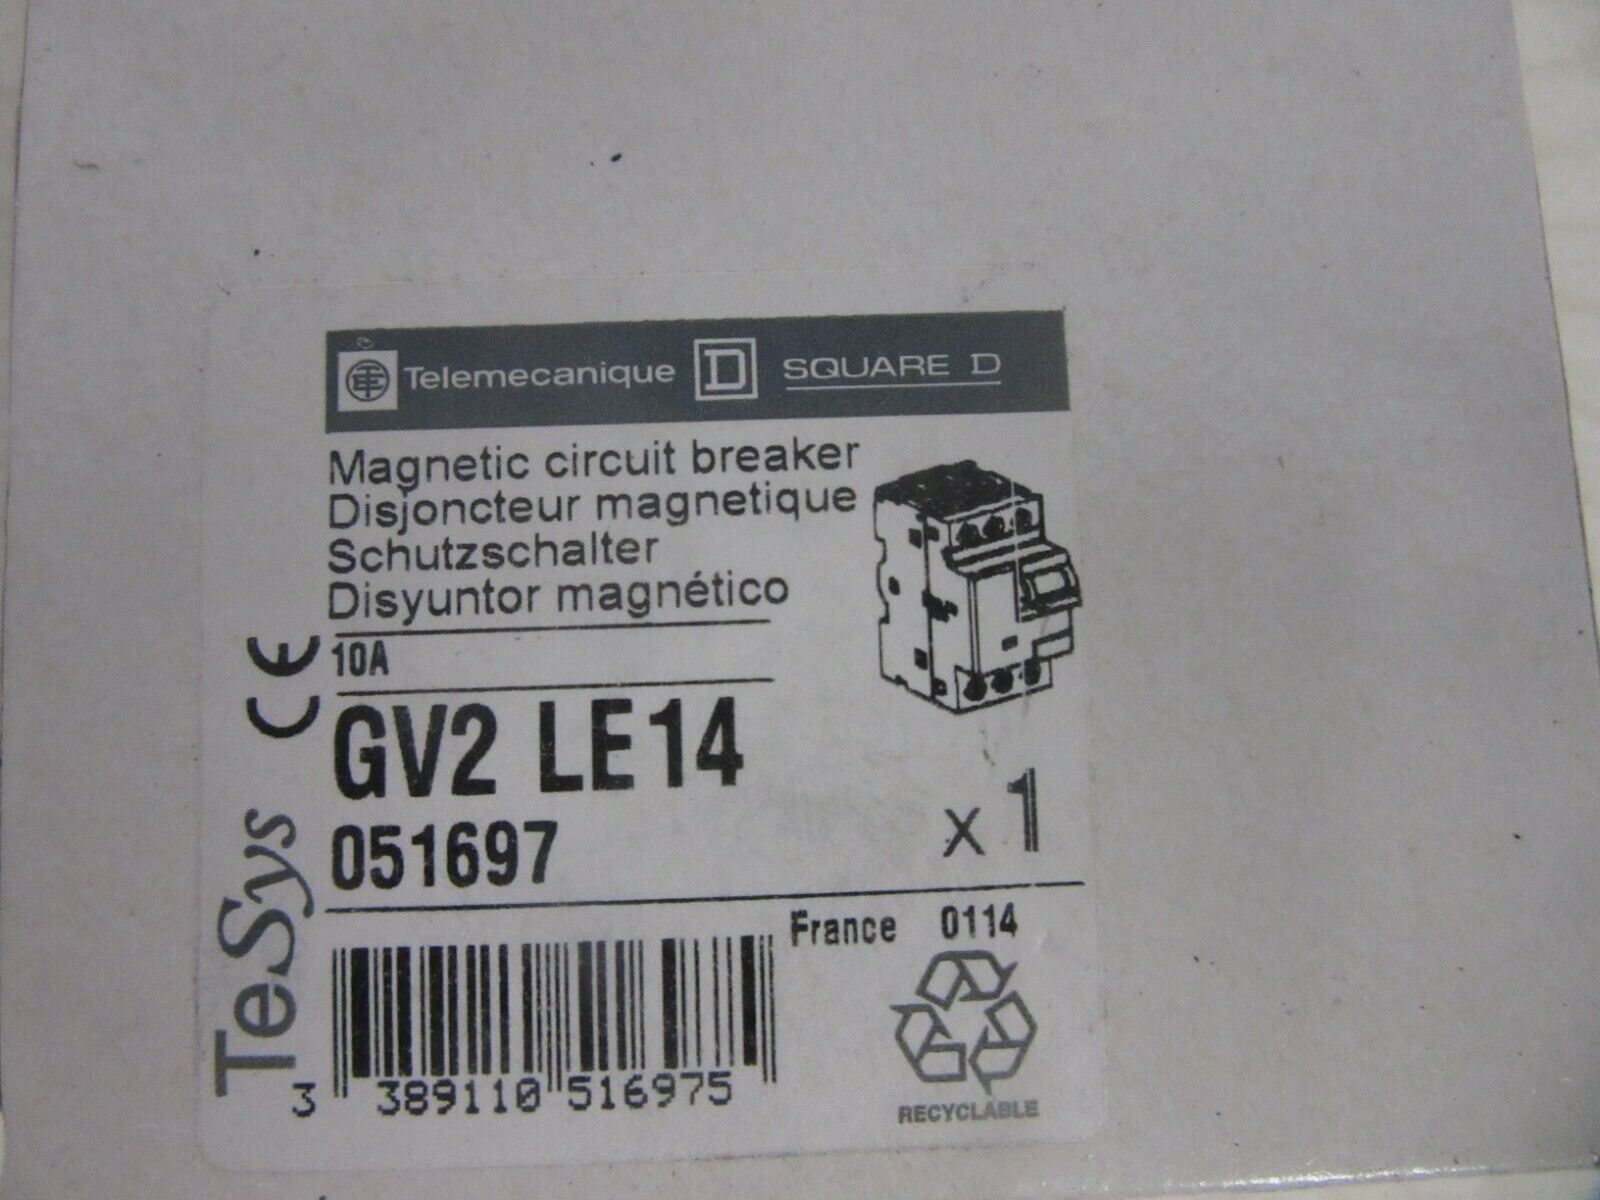 Telemecanique D SQUARE D
Magnetic circuit breaker
Disjoncteur magnetique
Schutzschalter
Disyuntor magnético
CE
10A
GV2 LE14
051697
x 1
TeSys
France 0114
3 389110 516975
RECYCLABLE